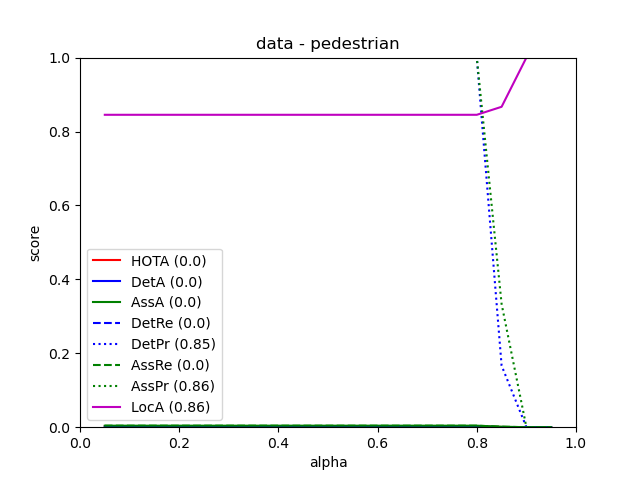 data - pedestrian
1.0
0.8
0.6
0.4
0.2
0.0
score
HOTA (0.0)
DetA (0.0)
AssA (0.0)
DetRe (0.0)
DetPr (0.85)
AssRe (0.0)
AssPr (0.86)
LocA (0.86)
0.0 0.2 0.4 0.6 0.8 1.0
alpha